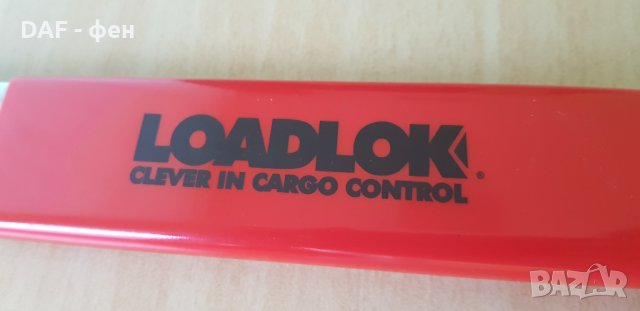 DAF - фен
LOADLOK®
CLEVER IN CARGO CONTROL
BAZAR